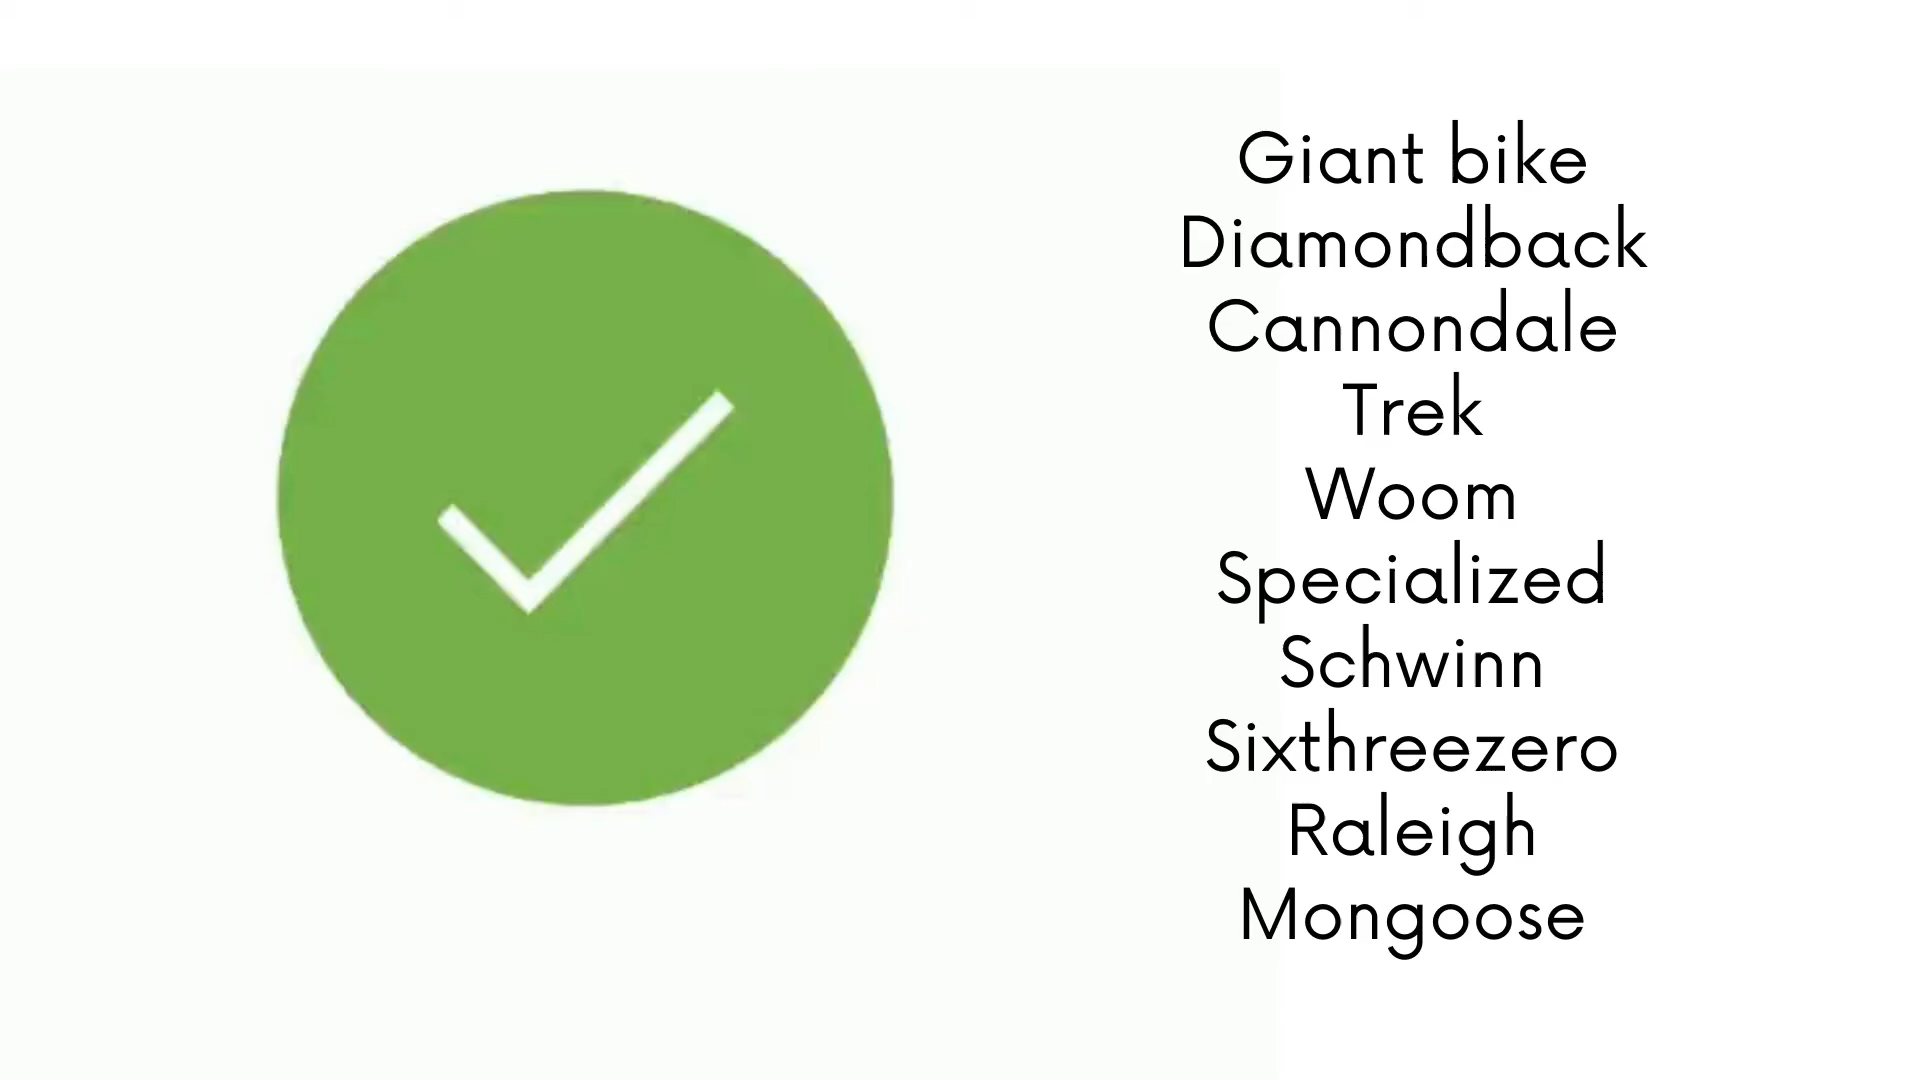 Giant bike
Diamondback
Cannondale
Trek
Woom
Specialized
Schwinn
Sixthreezero
Raleigh
Mongoose